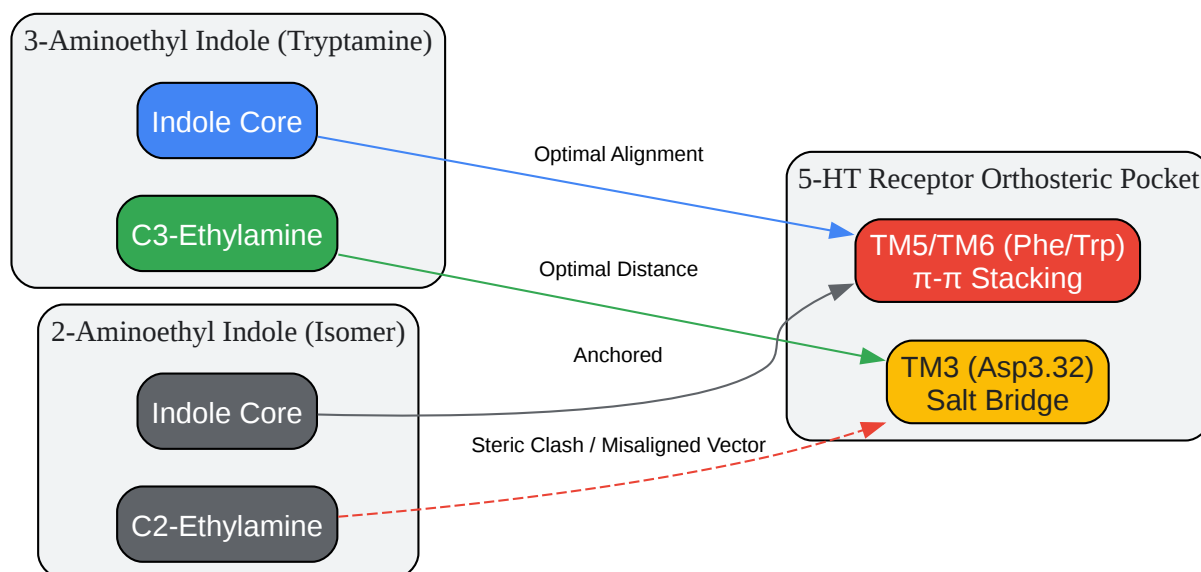 3-Aminoethyl Indole (Tryptamine)
Indole Core
C3-Ethylamine
2-Aminoethyl Indole (Isomer)
Indole Core
C2-Ethylamine
Optimal Alignment
Optimal Distance
Anchored
Steric Clash / Misaligned Vector
5-HT Receptor Orthosteric Pocket
TM5/TM6 (Phe/Trp)
π-π Stacking
TM3 (Asp3.32)
Salt Bridge